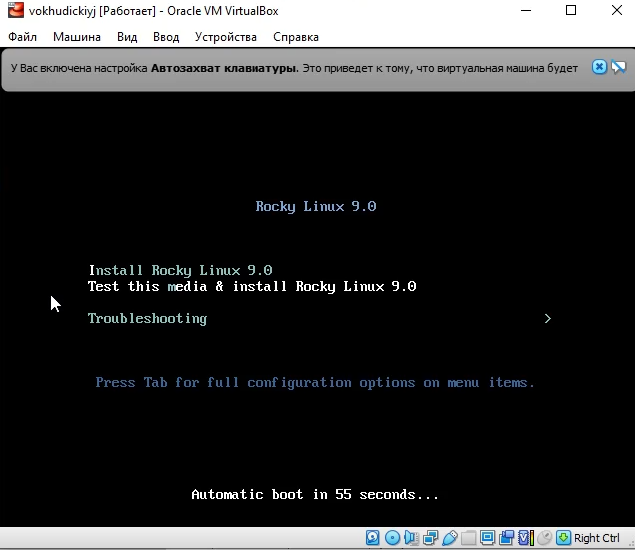 vokhudickiyj [Работает] - Oracle VM VirtualBox
Файл Машина Вид Ввод Устройства Справка
У Вас включена настройка Автозахват клавиатуры. Это приведет к тому, что виртуальная машина будет
Rocky Linux 9.0
Install Rocky Linux 9.0
Test this media & install Rocky Linux 9.0
Troubleshooting >
Press Tab for full configuration options on menu items.
Automatic boot in 55 seconds...
Right Ctrl